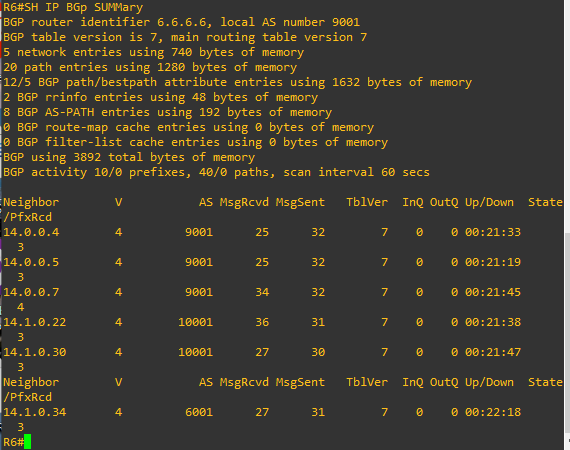 R6#SH IP BGp SUMMary
BGP router identifier 6.6.6.6, local AS number 9001
BGP table version is 7, main routing table version 7
5 network entries using 740 bytes of memory
20 path entries using 1280 bytes of memory
12/5 BGP path/bestpath attribute entries using 1632 bytes of memory
2 BGP rrinfo entries using 48 bytes of memory
8 BGP AS-PATH entries using 192 bytes of memory
0 BGP route-map cache entries using 0 bytes of memory
0 BGP filter-list cache entries using 0 bytes of memory
BGP using 3892 total bytes of memory
BGP activity 10/0 prefixes, 40/0 paths, scan interval 60 secs

Neighbor        V           AS MsgRcvd MsgSent   TblVer  InQ OutQ Up/Down  State
/PfxRcd
14.0.0.4        4         9001      25      32        7    0    0 00:21:33
  3
14.0.0.5        4         9001      25      32        7    0    0 00:21:19
  3
14.0.0.7        4         9001      34      32        7    0    0 00:21:45
  4
14.1.0.22       4        10001      36      31        7    0    0 00:21:38
  3
14.1.0.30       4        10001      27      30        7    0    0 00:21:47
  3
Neighbor        V           AS MsgRcvd MsgSent   TblVer  InQ OutQ Up/Down  State
/PfxRcd
14.1.0.34       4         6001      27      31        7    0    0 00:22:18
  3
R6#